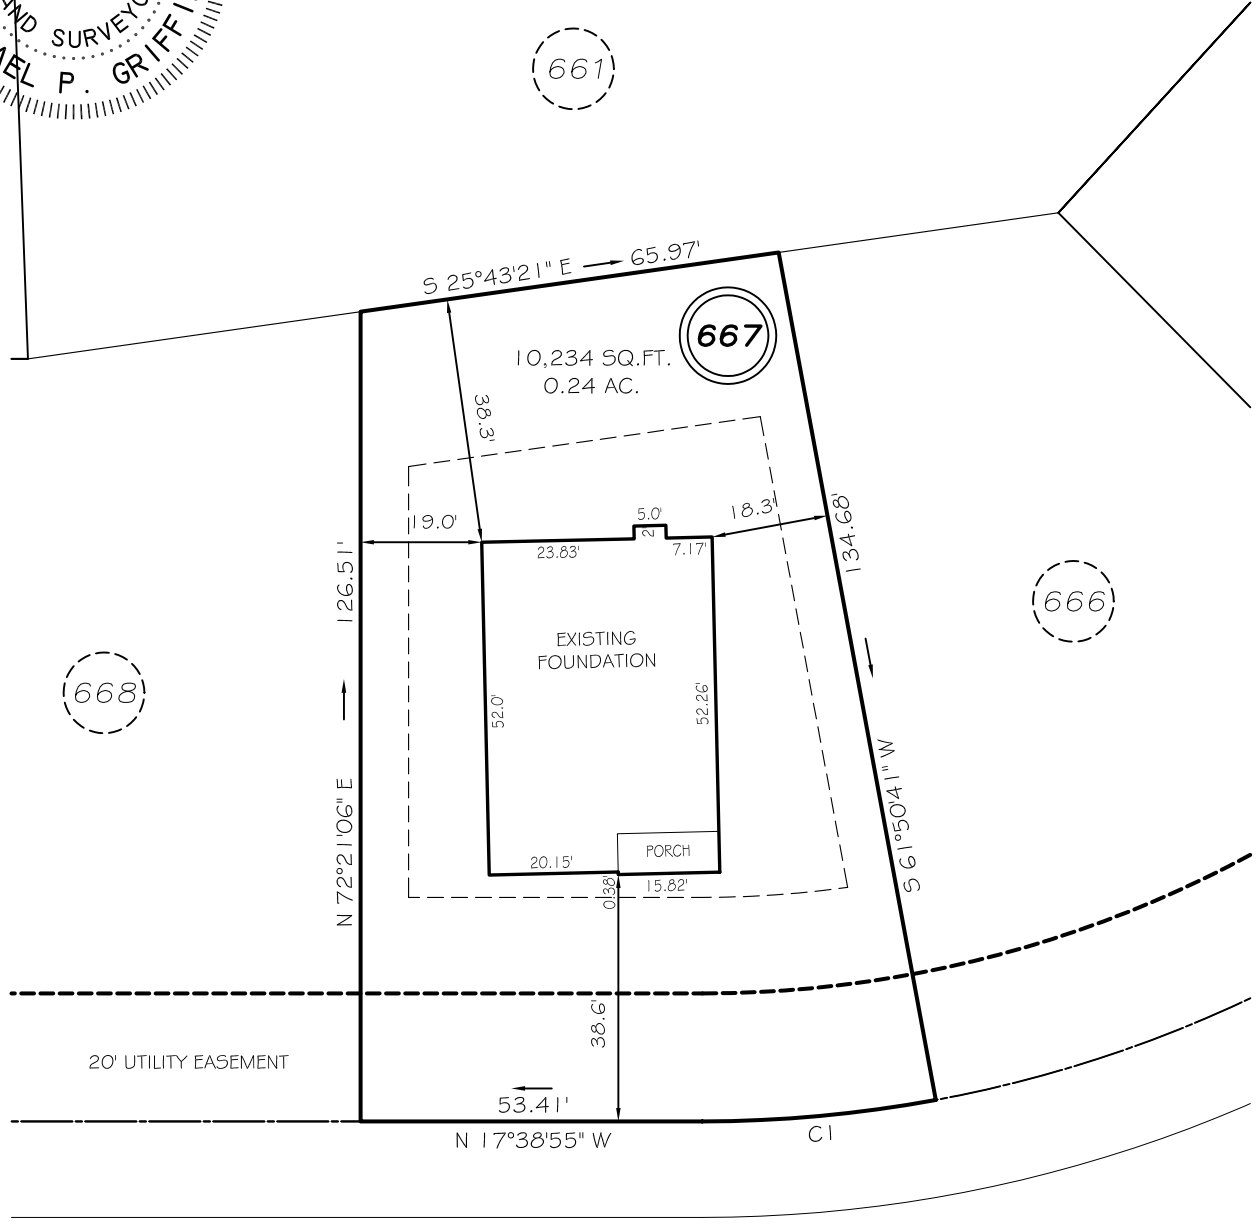 LAND SURVEYOR
P. GRIFFI
661
S 25°43'21" E 65.97'
667
10,234 SQ.FT.
0.24 AC.
38.3'
19.0'
5.0'
2'
18.3'
23.83'
7.17'
134.68'
126.51'
EXISTING
FOUNDATION
666
668
52.0'
52.26'
S 61°50'41" W
N 72°21'06" E
PORCH
20.15'
0.38'
15.82'
38.6'
20' UTILITY EASEMENT
53.41'
N 17°38'55" W
C1